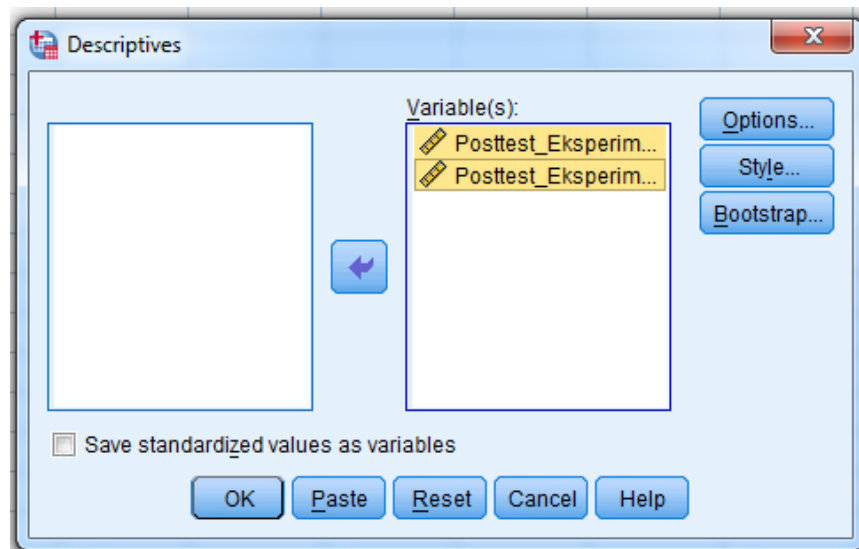 Descriptives
Variable(s):
Posttest_Eksperim...
Posttest_Eksperim...
Options...
Style...
Bootstrap...
Save standardized values as variables
OK Paste Reset Cancel Help